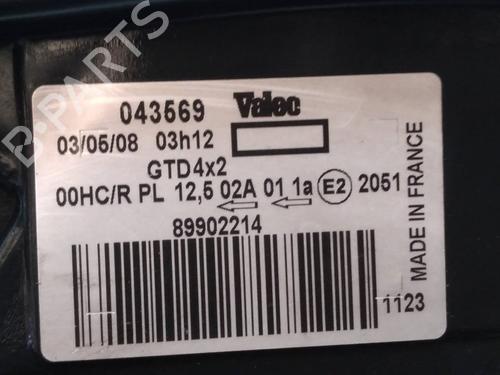 043569 Valeo
03/05/08 03h12
GTD4x2
00HC/R PL 12,5 02A 01 1a E2 2051
89902214
MADE IN FRANCE
1123
B-PARTS
B-PARTS